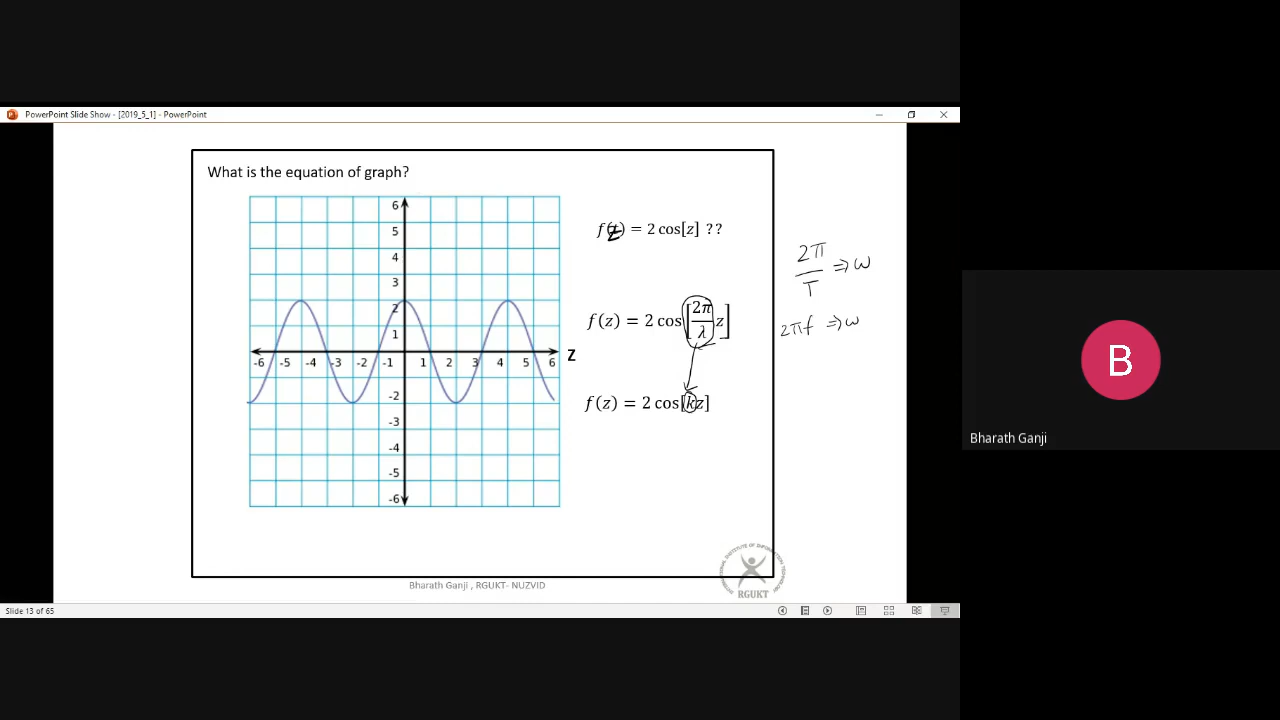 PowerPoint Slide Show - [2019_5_1] - PowerPoint
What is the equation of graph?
6
5
4
3
2
1
-6 -5 -4 -3 -2 -1 1 2 3 4 5 6 Z
-2
-3
-4
-5
-6
f(z) = 2 cos[z] ??
f(z) = 2 cos[2π/λ z]
f(z) = 2 cos[kz]
2π/T ⇒ ω
2πf ⇒ ω
RGUKT
Bharath Ganji , RGUKT- NUZVID
Slide 13 of 65
B
Bharath Ganji